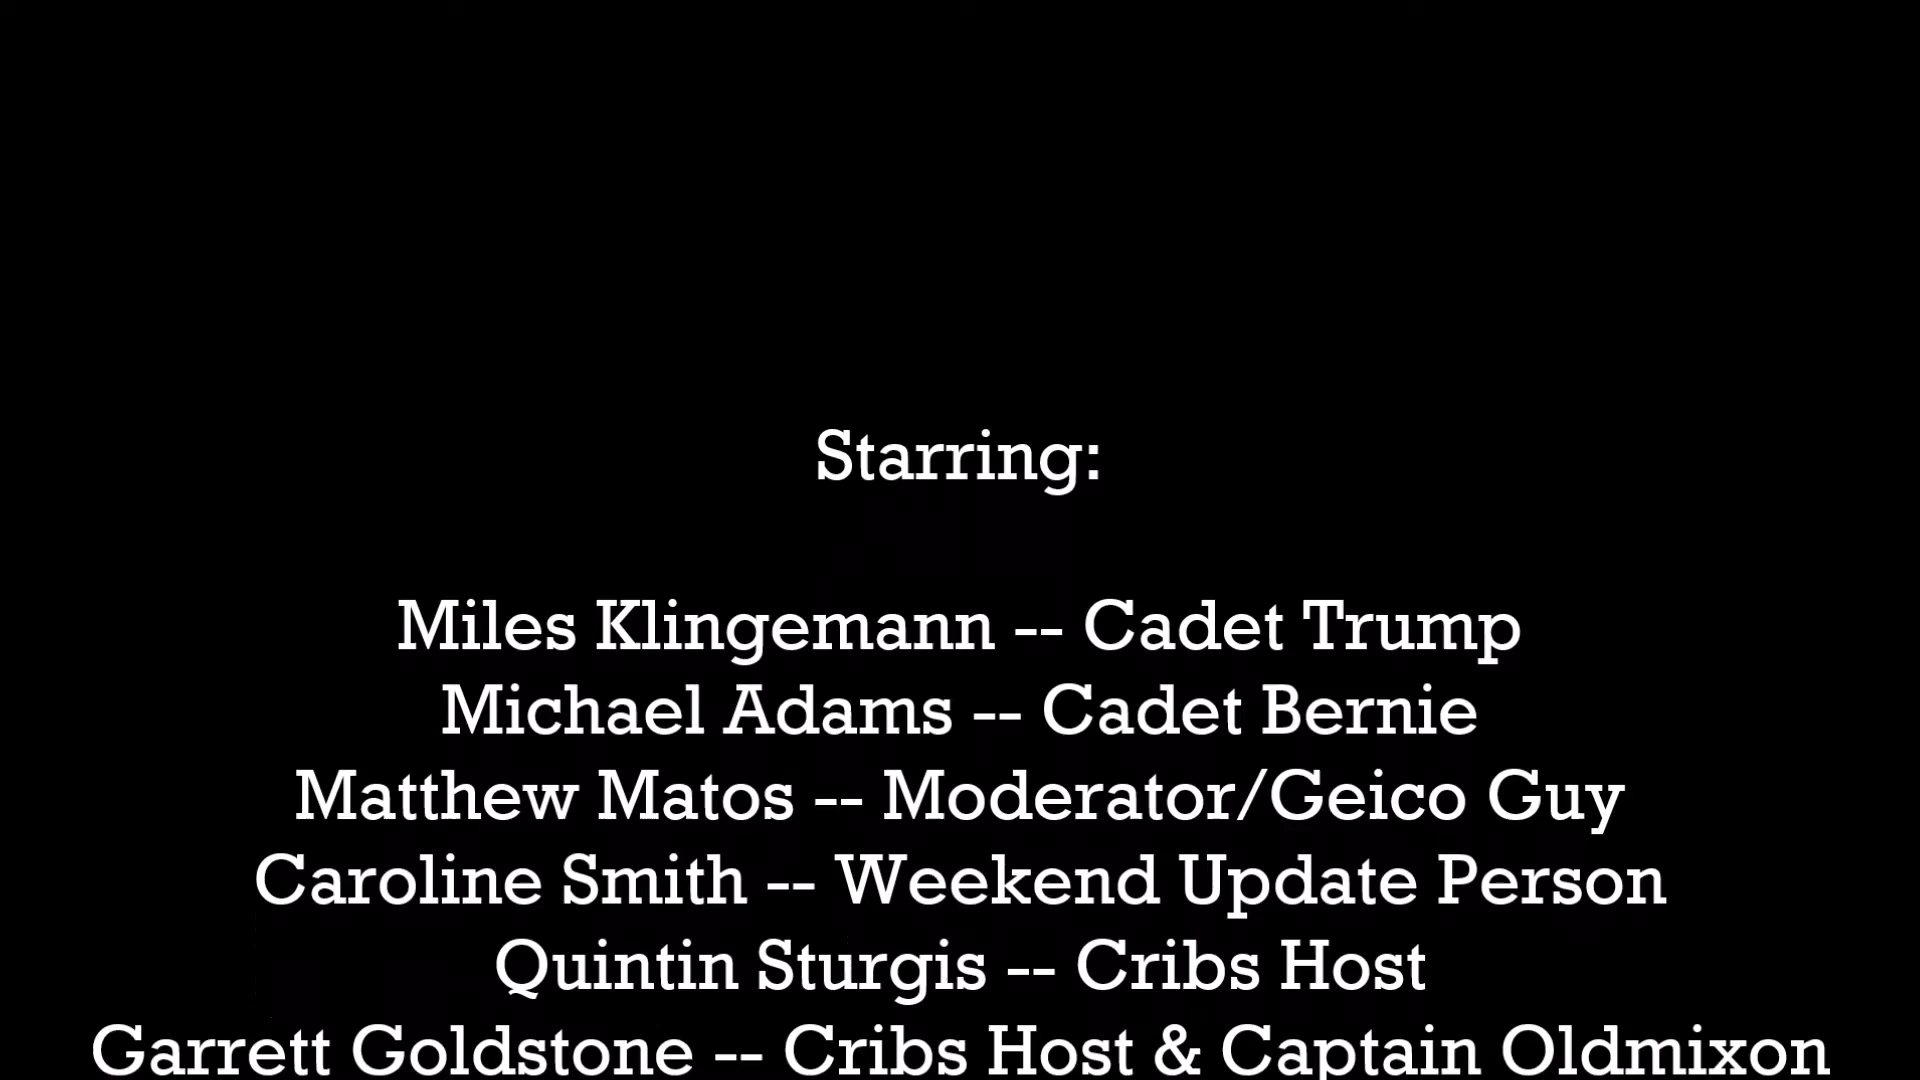 Starring:
Miles Klingemann -- Cadet Trump
Michael Adams -- Cadet Bernie
Matthew Matos -- Moderator/Geico Guy
Caroline Smith -- Weekend Update Person
Quintin Sturgis -- Cribs Host
Garrett Goldstone -- Cribs Host & Captain Oldmixon